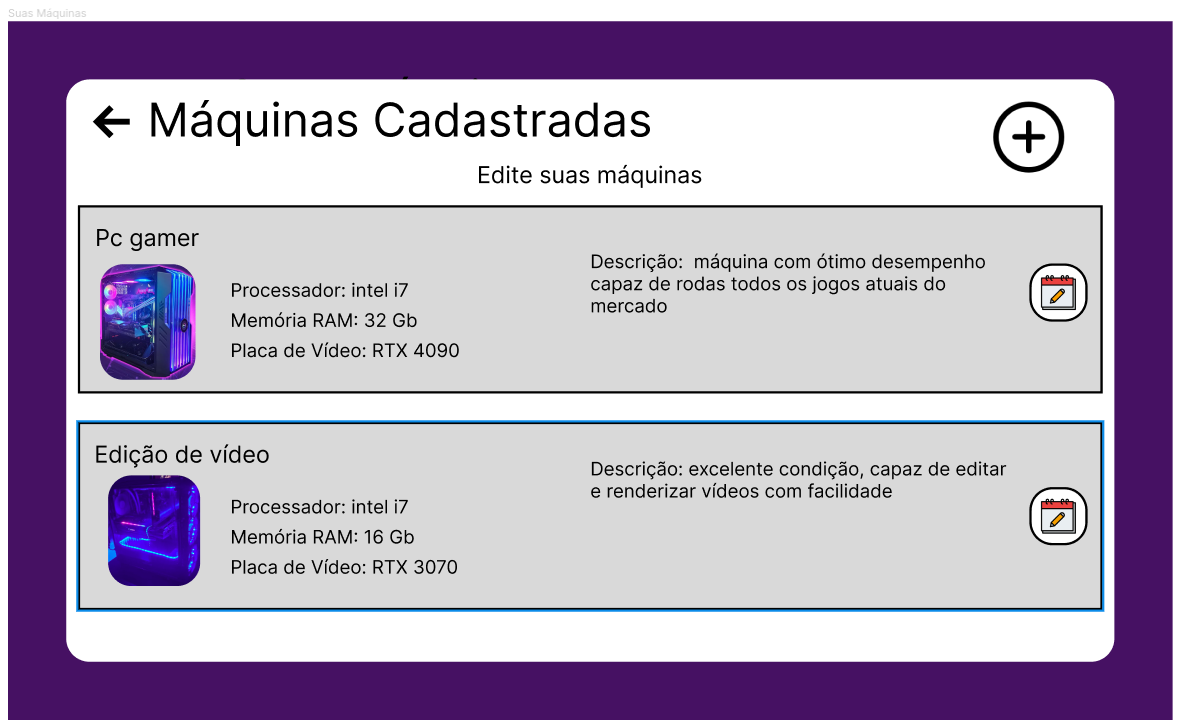 Suas Máquinas
Máquinas Cadastradas
Edite suas máquinas
Pc gamer
Processador: intel i7
Memória RAM: 32 Gb
Placa de Vídeo: RTX 4090
Descrição:  máquina com ótimo desempenho
capaz de rodas todos os jogos atuais do
mercado
Edição de vídeo
Processador: intel i7
Memória RAM: 16 Gb
Placa de Vídeo: RTX 3070
Descrição: excelente condição, capaz de editar
e renderizar vídeos com facilidade